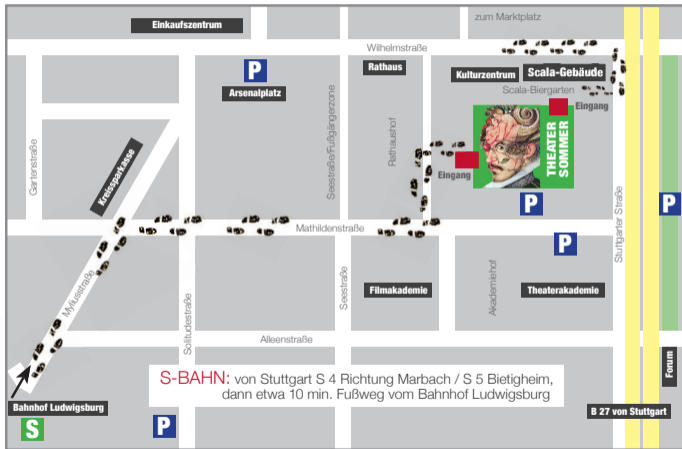 zum Marktplatz
Einkaufszentrum
Wilhelmstraße
Rathaus
Kulturzentrum
Scala-Gebäude
P
Arsenalplatz
Scala-Biergarten
Eingang
Gartenstraße
Kreissparkasse
Seestraße/Fußgängerzone
Rathaushof
Eingang
THEATER
SOMMER
P
P
Stuttgarter Straße
Mathildenstraße
P
Myliusstraße
Solitudestraße
Seestraße
Filmakademie
Akademiehof
Theaterakademie
Alleenstraße
Forum
S-BAHN: von Stuttgart S 4 Richtung Marbach / S 5 Bietigheim,
dann etwa 10 min. Fußweg vom Bahnhof Ludwigsburg
Bahnhof Ludwigsburg
B 27 von Stuttgart
S
P